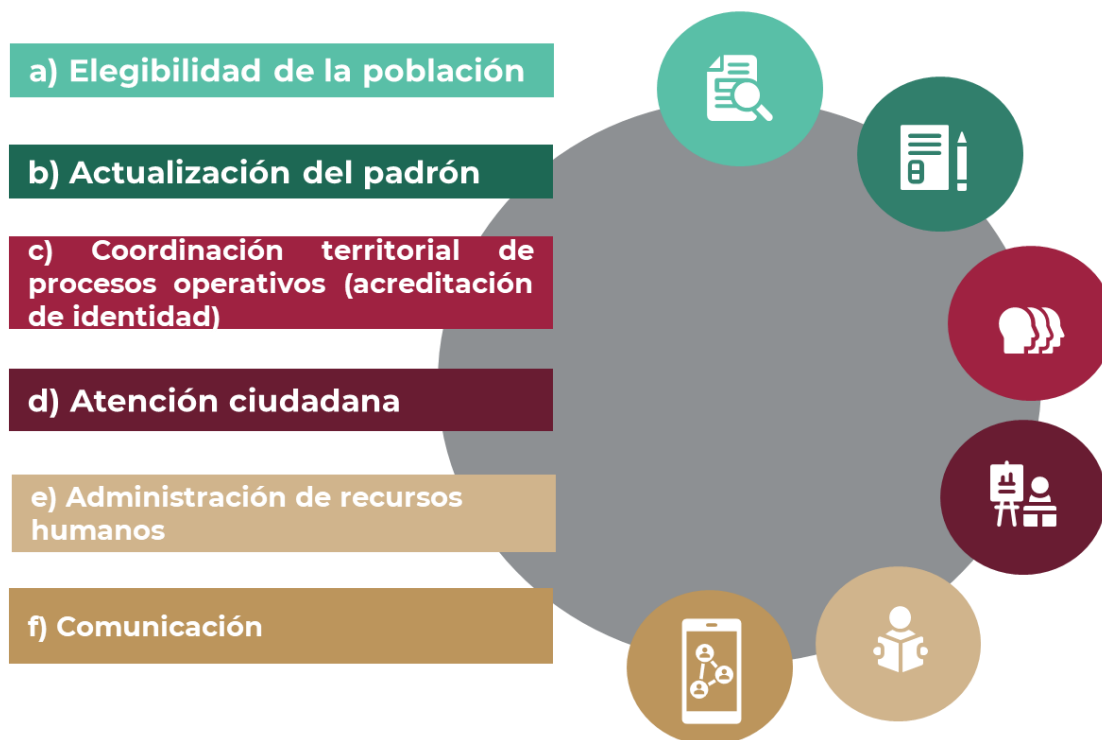 a) Elegibilidad de la población
b) Actualización del padrón
c) Coordinación territorial de
procesos operativos (acreditación
de identidad)
d) Atención ciudadana
e) Administración de recursos
humanos
f) Comunicación